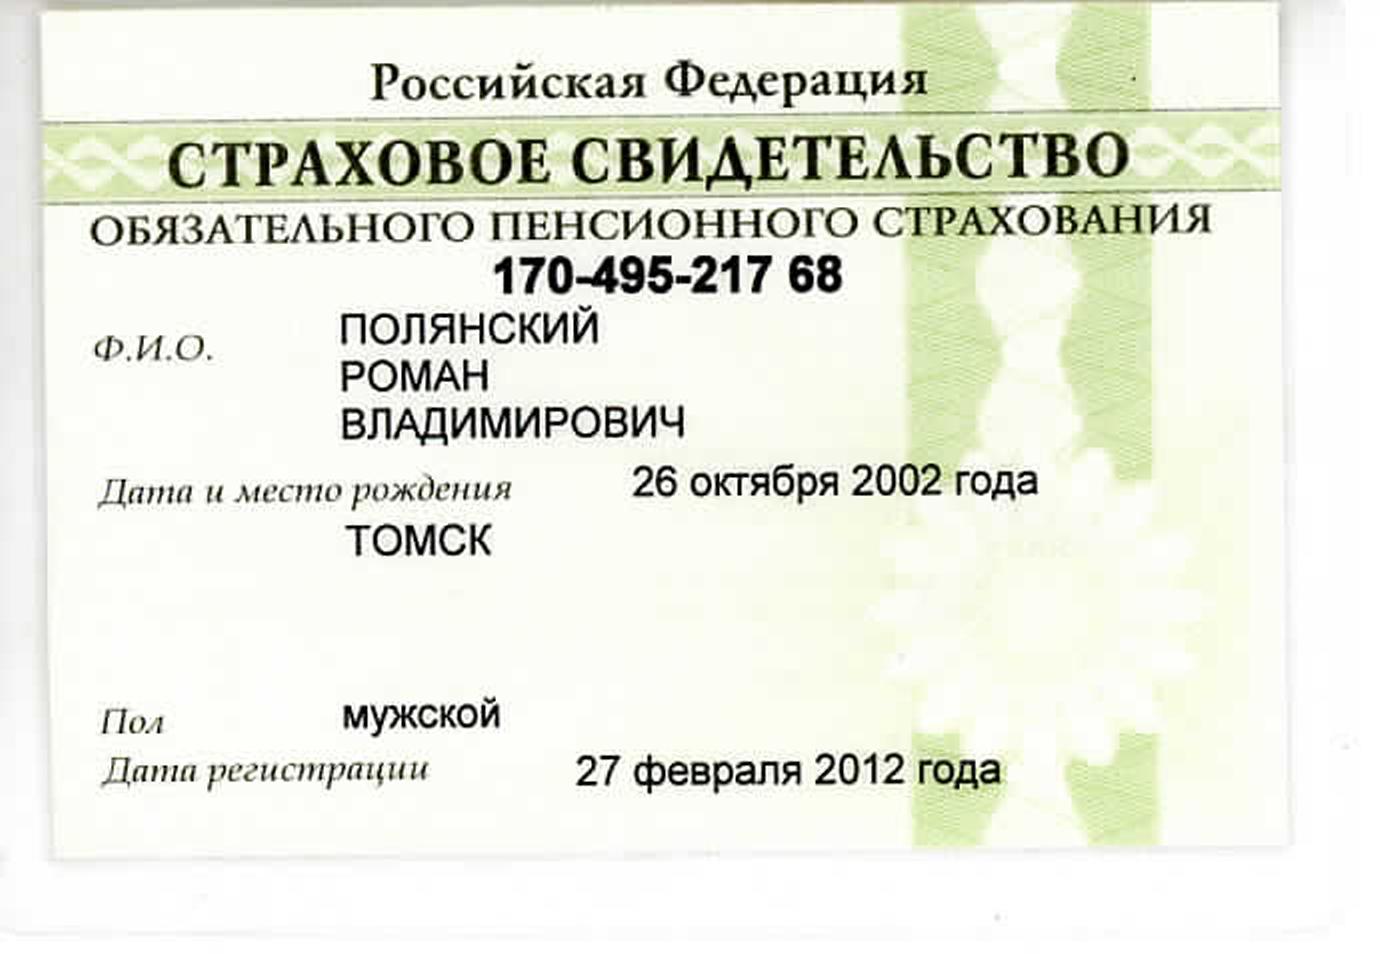 Российская Федерация
СТРАХОВОЕ СВИДЕТЕЛЬСТВО
ОБЯЗАТЕЛЬНОГО ПЕНСИОННОГО СТРАХОВАНИЯ
170-495-217 68
Ф.И.О. ПОЛЯНСКИЙ
РОМАН
ВЛАДИМИРОВИЧ
Дата и место рождения 26 октября 2002 года
ТОМСК
Пол мужской
Дата регистрации 27 февраля 2012 года